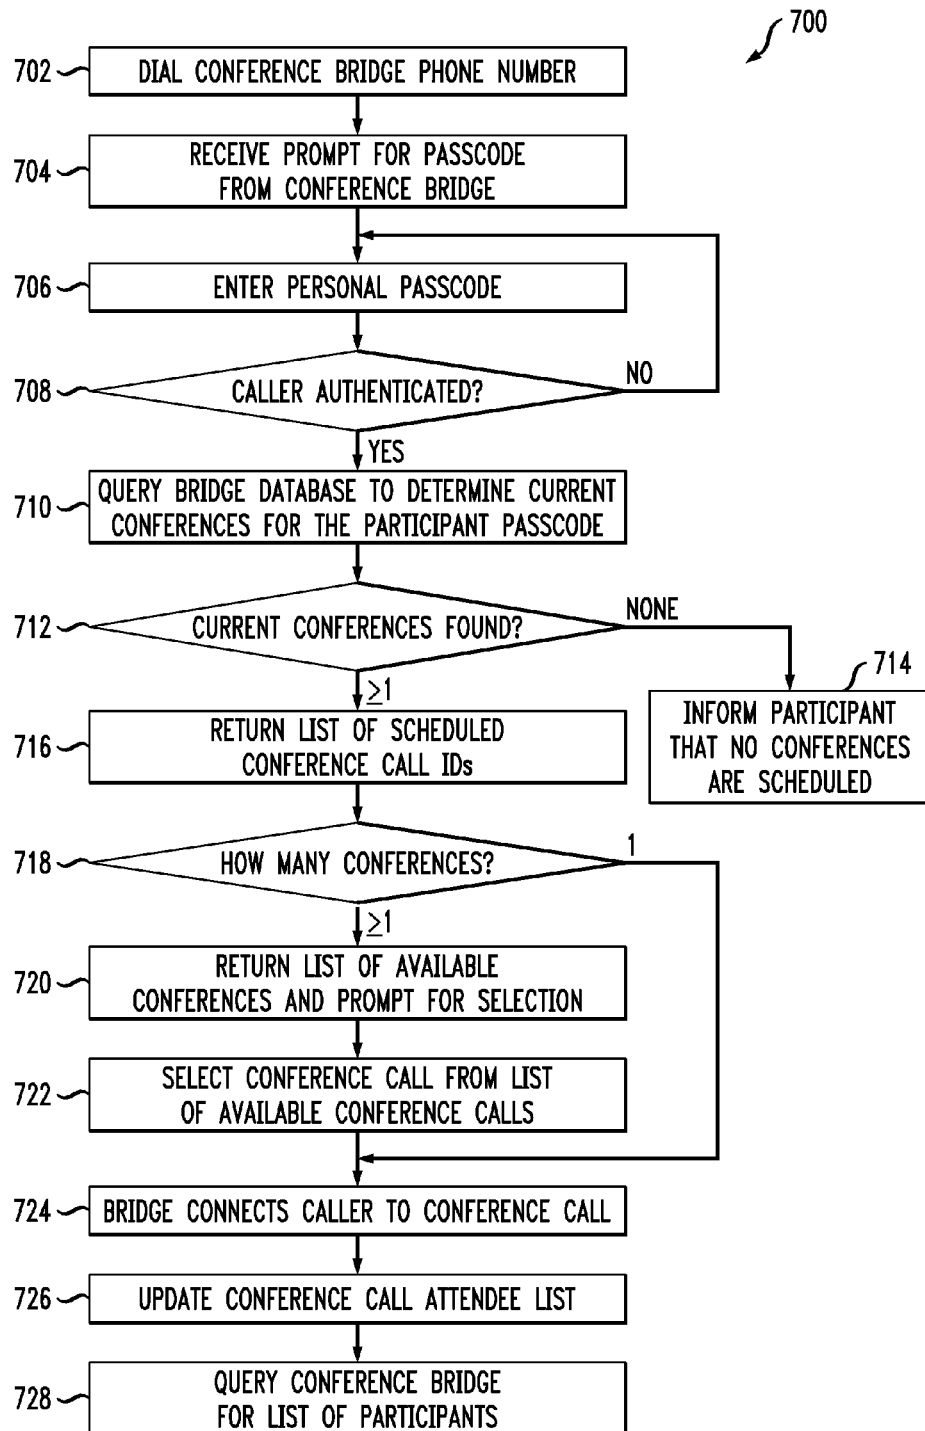 700
702
DIAL CONFERENCE BRIDGE PHONE NUMBER
704
RECEIVE PROMPT FOR PASSCODE
FROM CONFERENCE BRIDGE
706
ENTER PERSONAL PASSCODE
708
CALLER AUTHENTICATED?
NO
YES
710
QUERY BRIDGE DATABASE TO DETERMINE CURRENT
CONFERENCES FOR THE PARTICIPANT PASSCODE
712
CURRENT CONFERENCES FOUND?
NONE
≥1
714
INFORM PARTICIPANT
THAT NO CONFERENCES
ARE SCHEDULED
716
RETURN LIST OF SCHEDULED
CONFERENCE CALL IDs
718
HOW MANY CONFERENCES?
1
≥1
720
RETURN LIST OF AVAILABLE
CONFERENCES AND PROMPT FOR SELECTION
722
SELECT CONFERENCE CALL FROM LIST
OF AVAILABLE CONFERENCE CALLS
724
BRIDGE CONNECTS CALLER TO CONFERENCE CALL
726
UPDATE CONFERENCE CALL ATTENDEE LIST
728
QUERY CONFERENCE BRIDGE
FOR LIST OF PARTICIPANTS